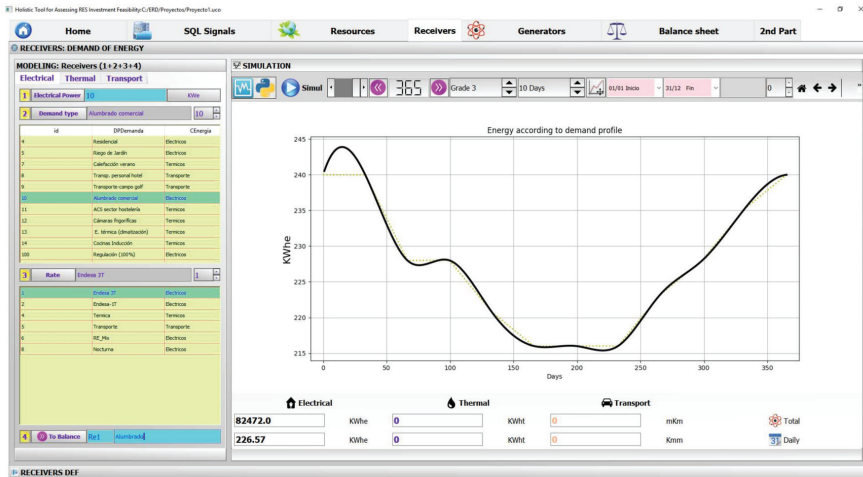 Holistic Tool for Assessing RES Investment Feasibility:C:/ERD/Proyectos/Proyecto1.uco
Home SQL Signals Resources Receivers Generators Balance sheet 2nd Part
RECEIVERS: DEMAND OF ENERGY
MODELING: Receivers (1+2+3+4)
Electrical Thermal Transport
1 Electrical Power 10 KWe
2 Demand type Alumbrado comercial 10
id DPDemanda CEnergia
4 Residencial Electricos
5 Riego de Jardín Electricos
7 Calefacción verano Termicos
8 Transp. personal hotel Transporte
9 Transporte-campo golf Transporte
10 Alumbrado comercial Electricos
11 ACS sector hostelería Termicos
12 Cámaras frigoríficas Termicos
13 E. térmica (climatización) Termicos
14 Cocinas Inducción Termicos
100 Regulación (100%) Electricos
3 Rate Endesa 3T 1
1 Endesa 3T Electricos
2 Endesa-1T Electricos
4 Termica Termicos
5 Transporte Transporte
6 RE_Mix Electricos
8 Nocturna Electricos
4 To Balance Re1 Alumbrado
SIMULATION
Simul 365 Grade 3 10 Days 01/01 Inicio 31/12 Fin 0
Energy according to demand profile
KWhe
245
240
235
230
225
220
215
0 50 100 150 200 250 300 350
Days
Electrical Thermal Transport
82472.0 KWhe 0 KWht 0 mKm Total
226.57 KWhe 0 KWht 0 Kmm 31 Daily
RECEIVERS DEF